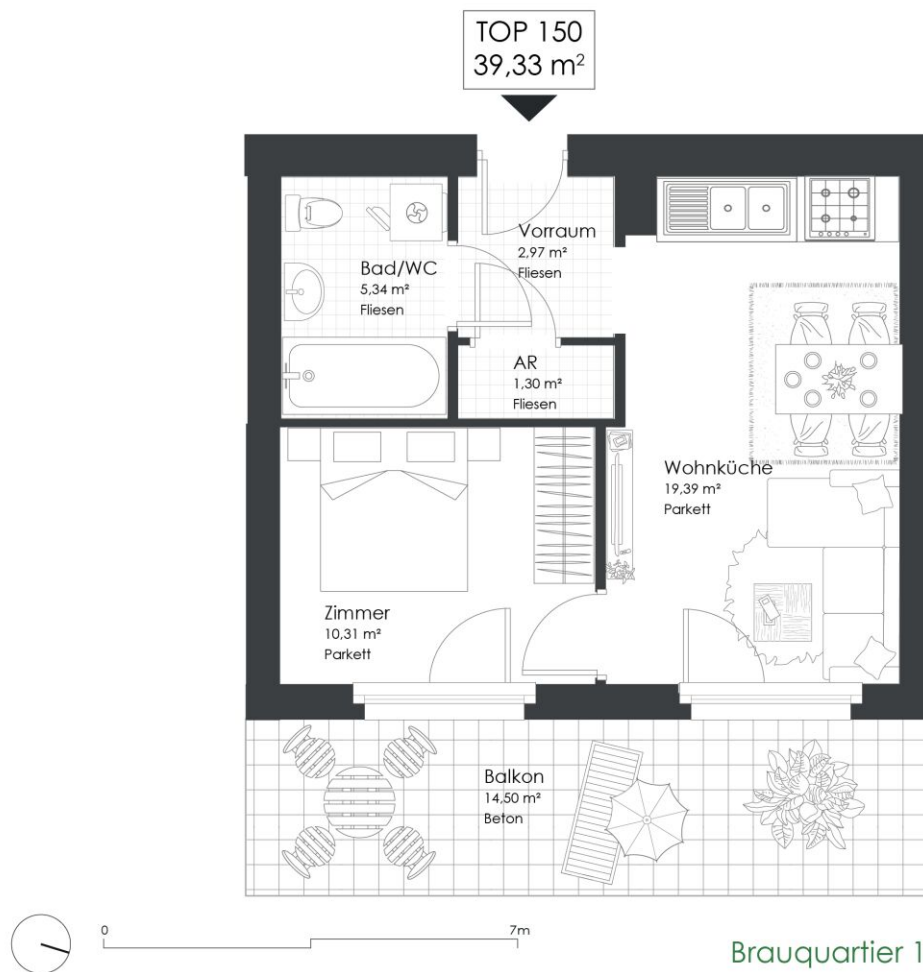 TOP 150
39,33 m²
Vorraum
2,97 m²
Fliesen
Bad/WC
5,34 m²
Fliesen
AR
1,30 m²
Fliesen
Wohnküche
19,39 m²
Parkett
Zimmer
10,31 m²
Parkett
Balkon
14,50 m²
Beton
0
7m
Brauquartier 1